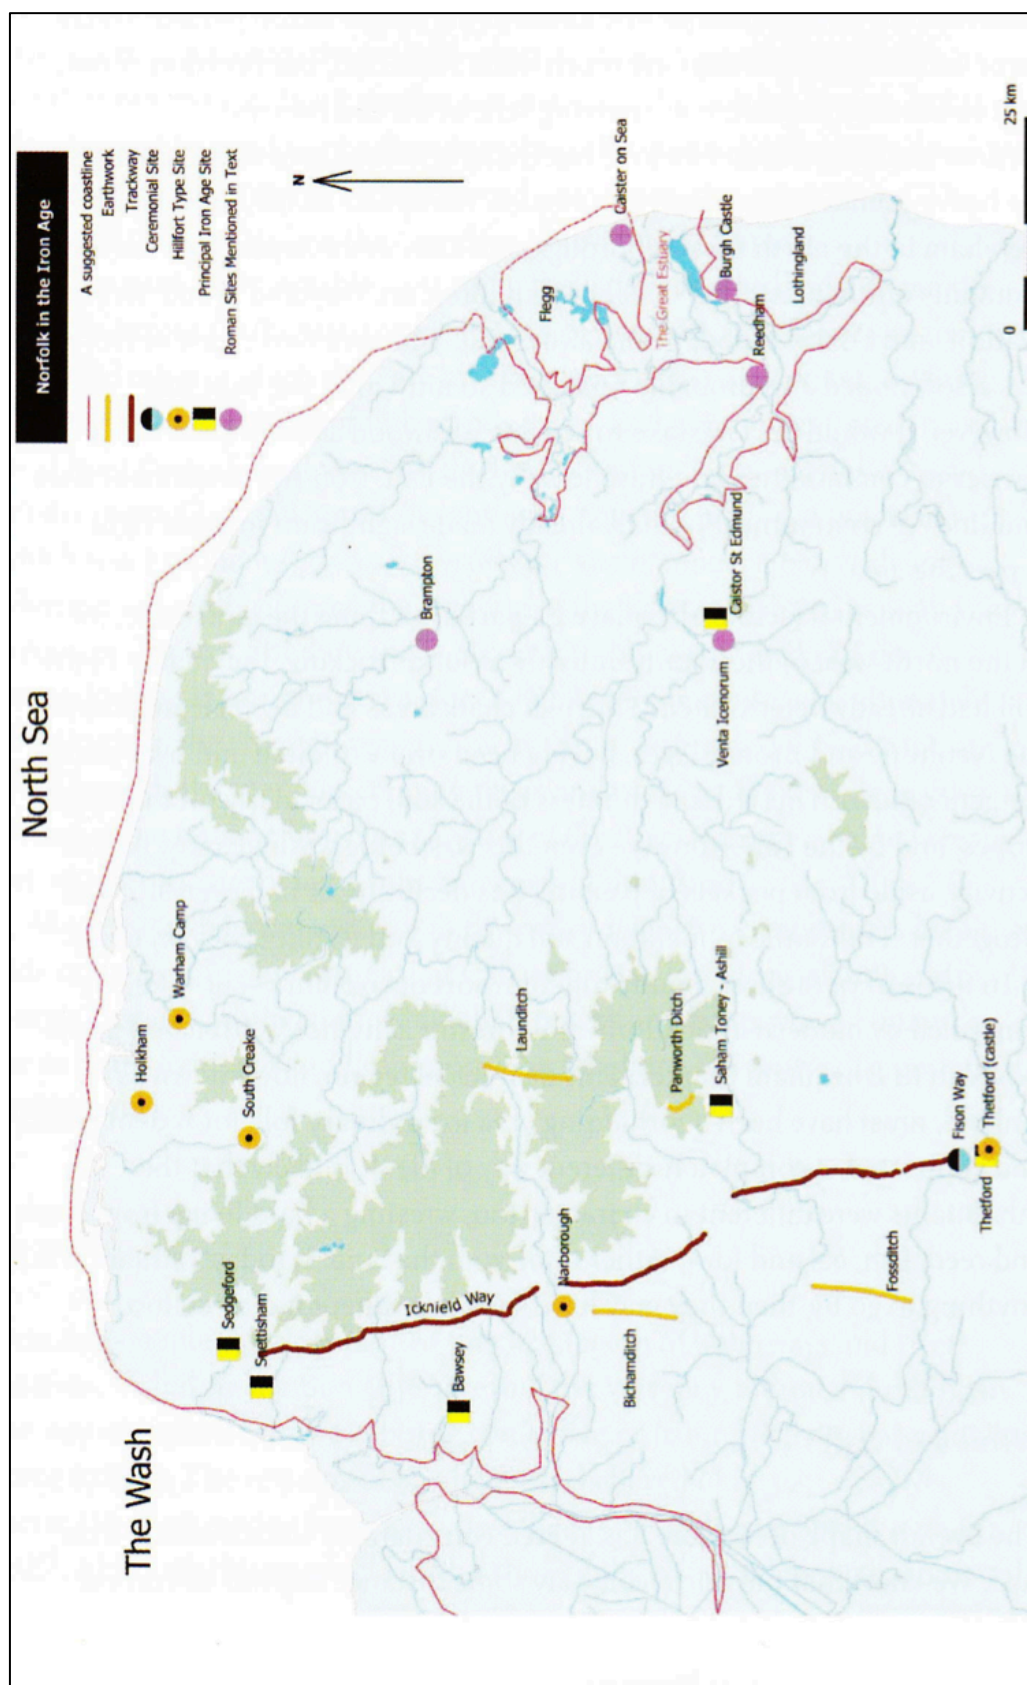 Norfolk in the Iron Age
A suggested coastline
Earthwork
Trackway
Ceremonial Site
Hillfort Type Site
Principal Iron Age Site
Roman Sites Mentioned in Text
N
North Sea
The Wash
Holkham
Warham Camp
South Creake
Sedgeford
Snettisham
Icknield Way
Bawsey
Narborough
Bichamditch
Launditch
Panworth Ditch
Saham Toney - Ashill
Fossditch
Fison Way
Thetford
Thetford (castle)
Brampton
Venta Icenorum
Caistor St Edmund
Flegg
The Great Estuary
Caister on Sea
Burgh Castle
Reedham
Lothingland
0
25 km